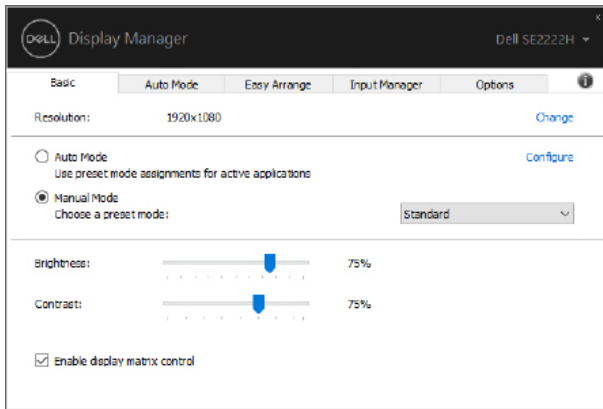 x
DELL Display Manager Dell SE2222H
Basic Auto Mode Easy Arrange Input Manager Options
Resolution: 1920x1080 Change
Auto Mode Configure
Use preset mode assignments for active applications
Manual Mode
Choose a preset mode: Standard
Brightness: 75%
Contrast: 75%
Enable display matrix control